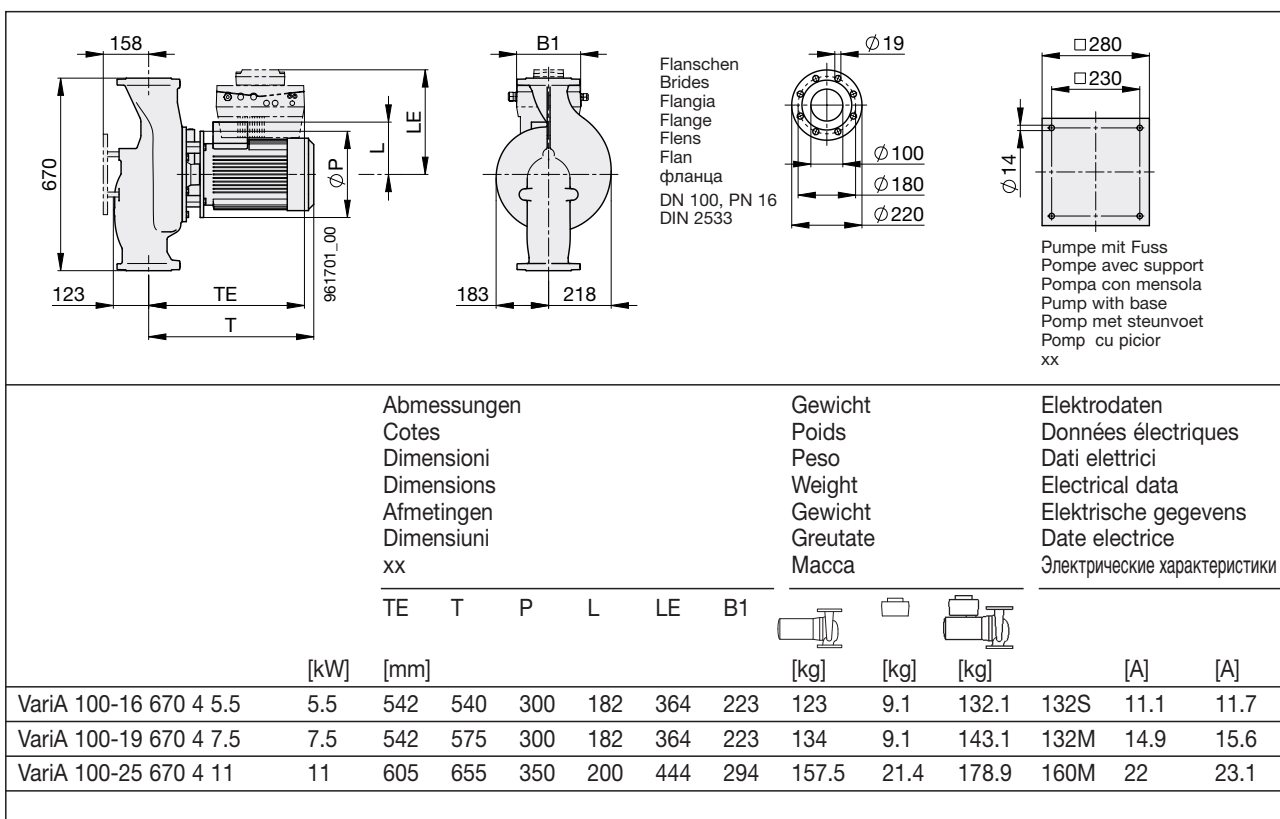 158
670
123
TE
T
L
LE
⌀P
961701_00
B1
183
218
Flanschen
Brides
Flangia
Flange
Flens
Flan
фланца
DN 100, PN 16
DIN 2533
⌀19
⌀100
⌀180
⌀220
□280
□230
⌀14
Pumpe mit Fuss
Pompe avec support
Pompa con mensola
Pump with base
Pomp met steunvoet
Pomp cu picior
xx
Abmessungen
Cotes
Dimensioni
Dimensions
Afmetingen
Dimensiuni
xx
Gewicht
Poids
Peso
Weight
Gewicht
Greutate
Macca
Elektrodaten
Données électriques
Dati elettrici
Electrical data
Elektrische gegevens
Date electrice
Электрические характеристики
TE T P L LE B1
[kW] [mm] [kg] [kg] [kg] [A] [A]
VariA 100-16 670 4 5.5 5.5 542 540 300 182 364 223 123 9.1 132.1 132S 11.1 11.7
VariA 100-19 670 4 7.5 7.5 542 575 300 182 364 223 134 9.1 143.1 132M 14.9 15.6
VariA 100-25 670 4 11 11 605 655 350 200 444 294 157.5 21.4 178.9 160M 22 23.1